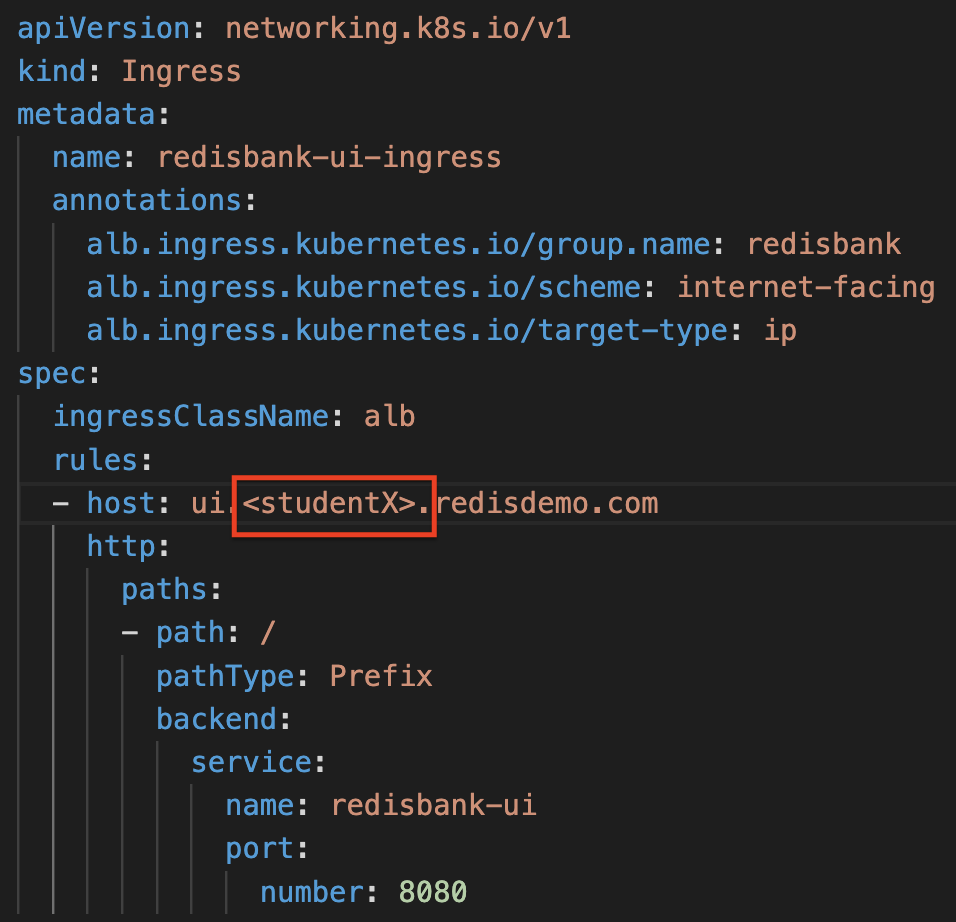 apiVersion: networking.k8s.io/v1
kind: Ingress
metadata:
  name: redisbank-ui-ingress
  annotations:
    alb.ingress.kubernetes.io/group.name: redisbank
    alb.ingress.kubernetes.io/scheme: internet-facing
    alb.ingress.kubernetes.io/target-type: ip
spec:
  ingressClassName: alb
  rules:
  - host: ui.<studentX>.redisdemo.com
    http:
      paths:
      - path: /
        pathType: Prefix
        backend:
          service:
            name: redisbank-ui
            port:
              number: 8080